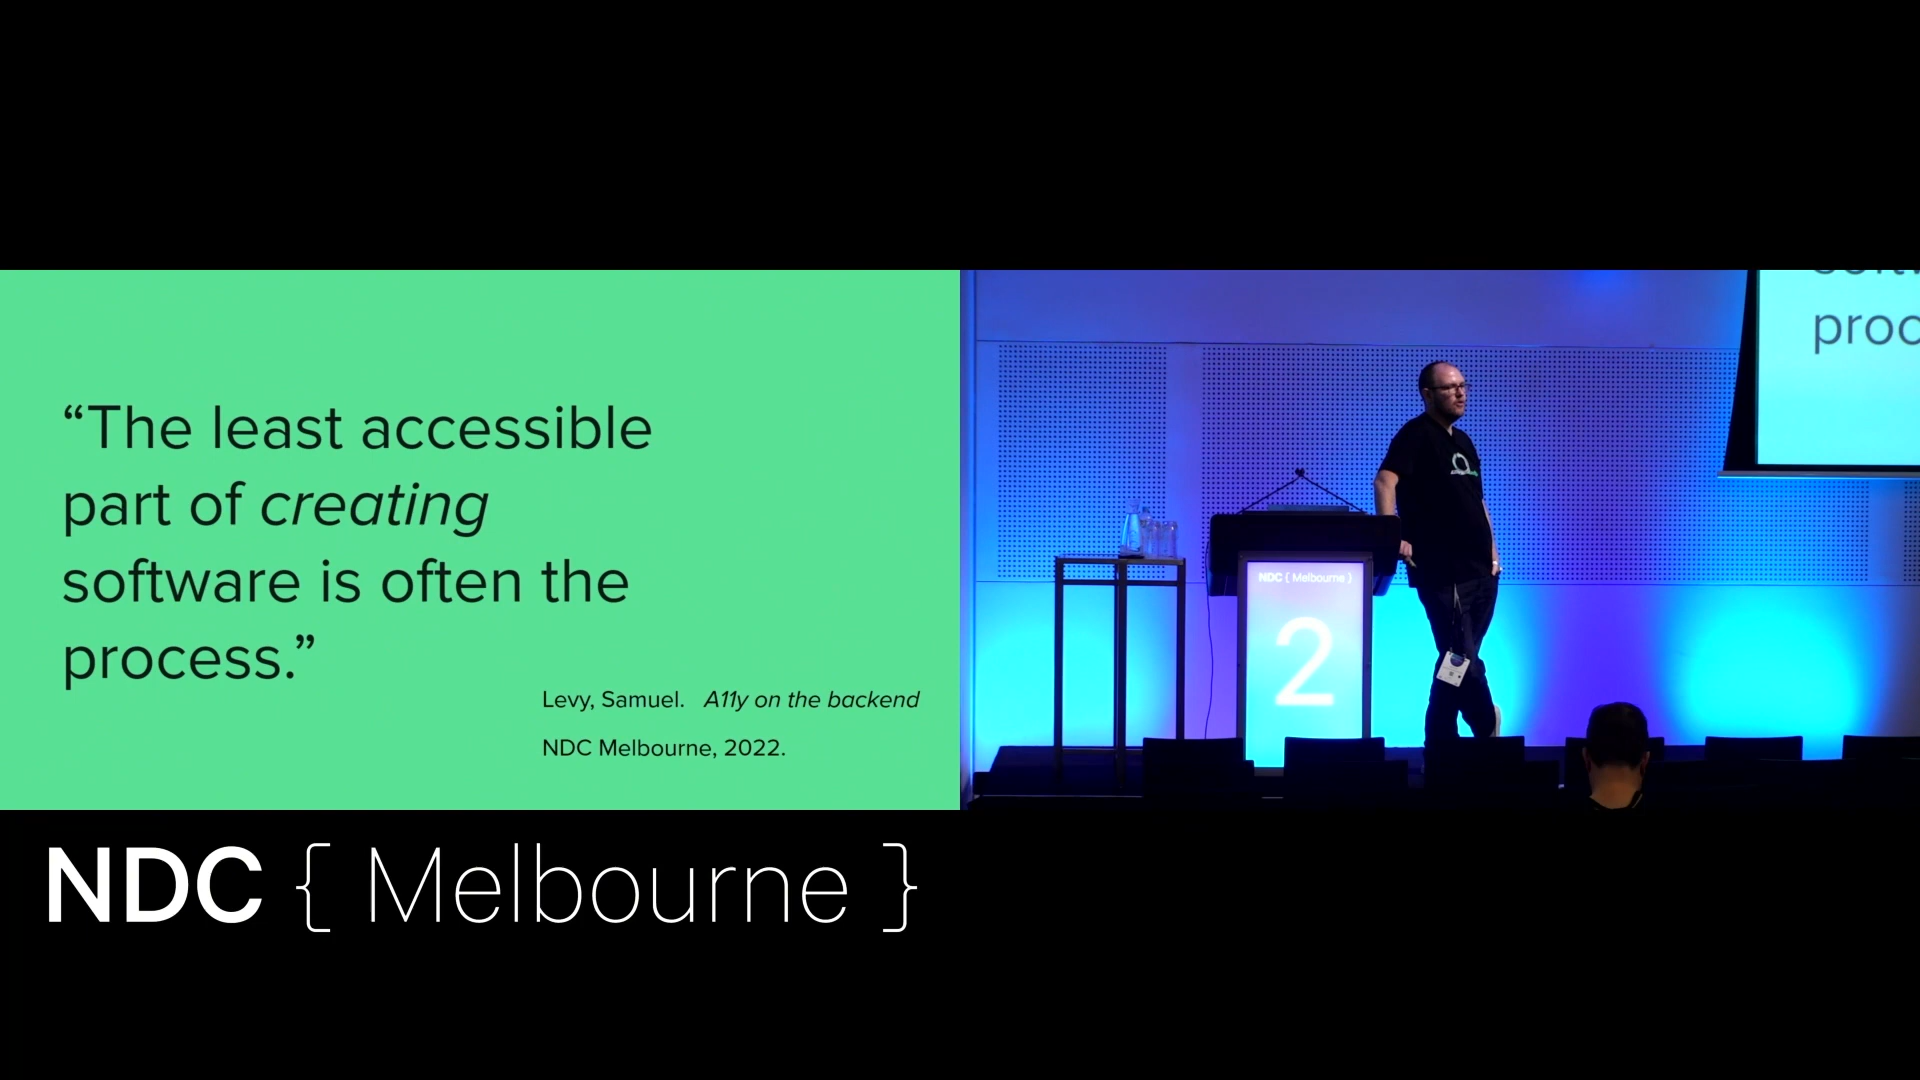 “The least accessible
part of creating
software is often the
process.”
Levy, Samuel. A11y on the backend
NDC Melbourne, 2022.
proc
NDC { Melbourne }
2
NDC { Melbourne }